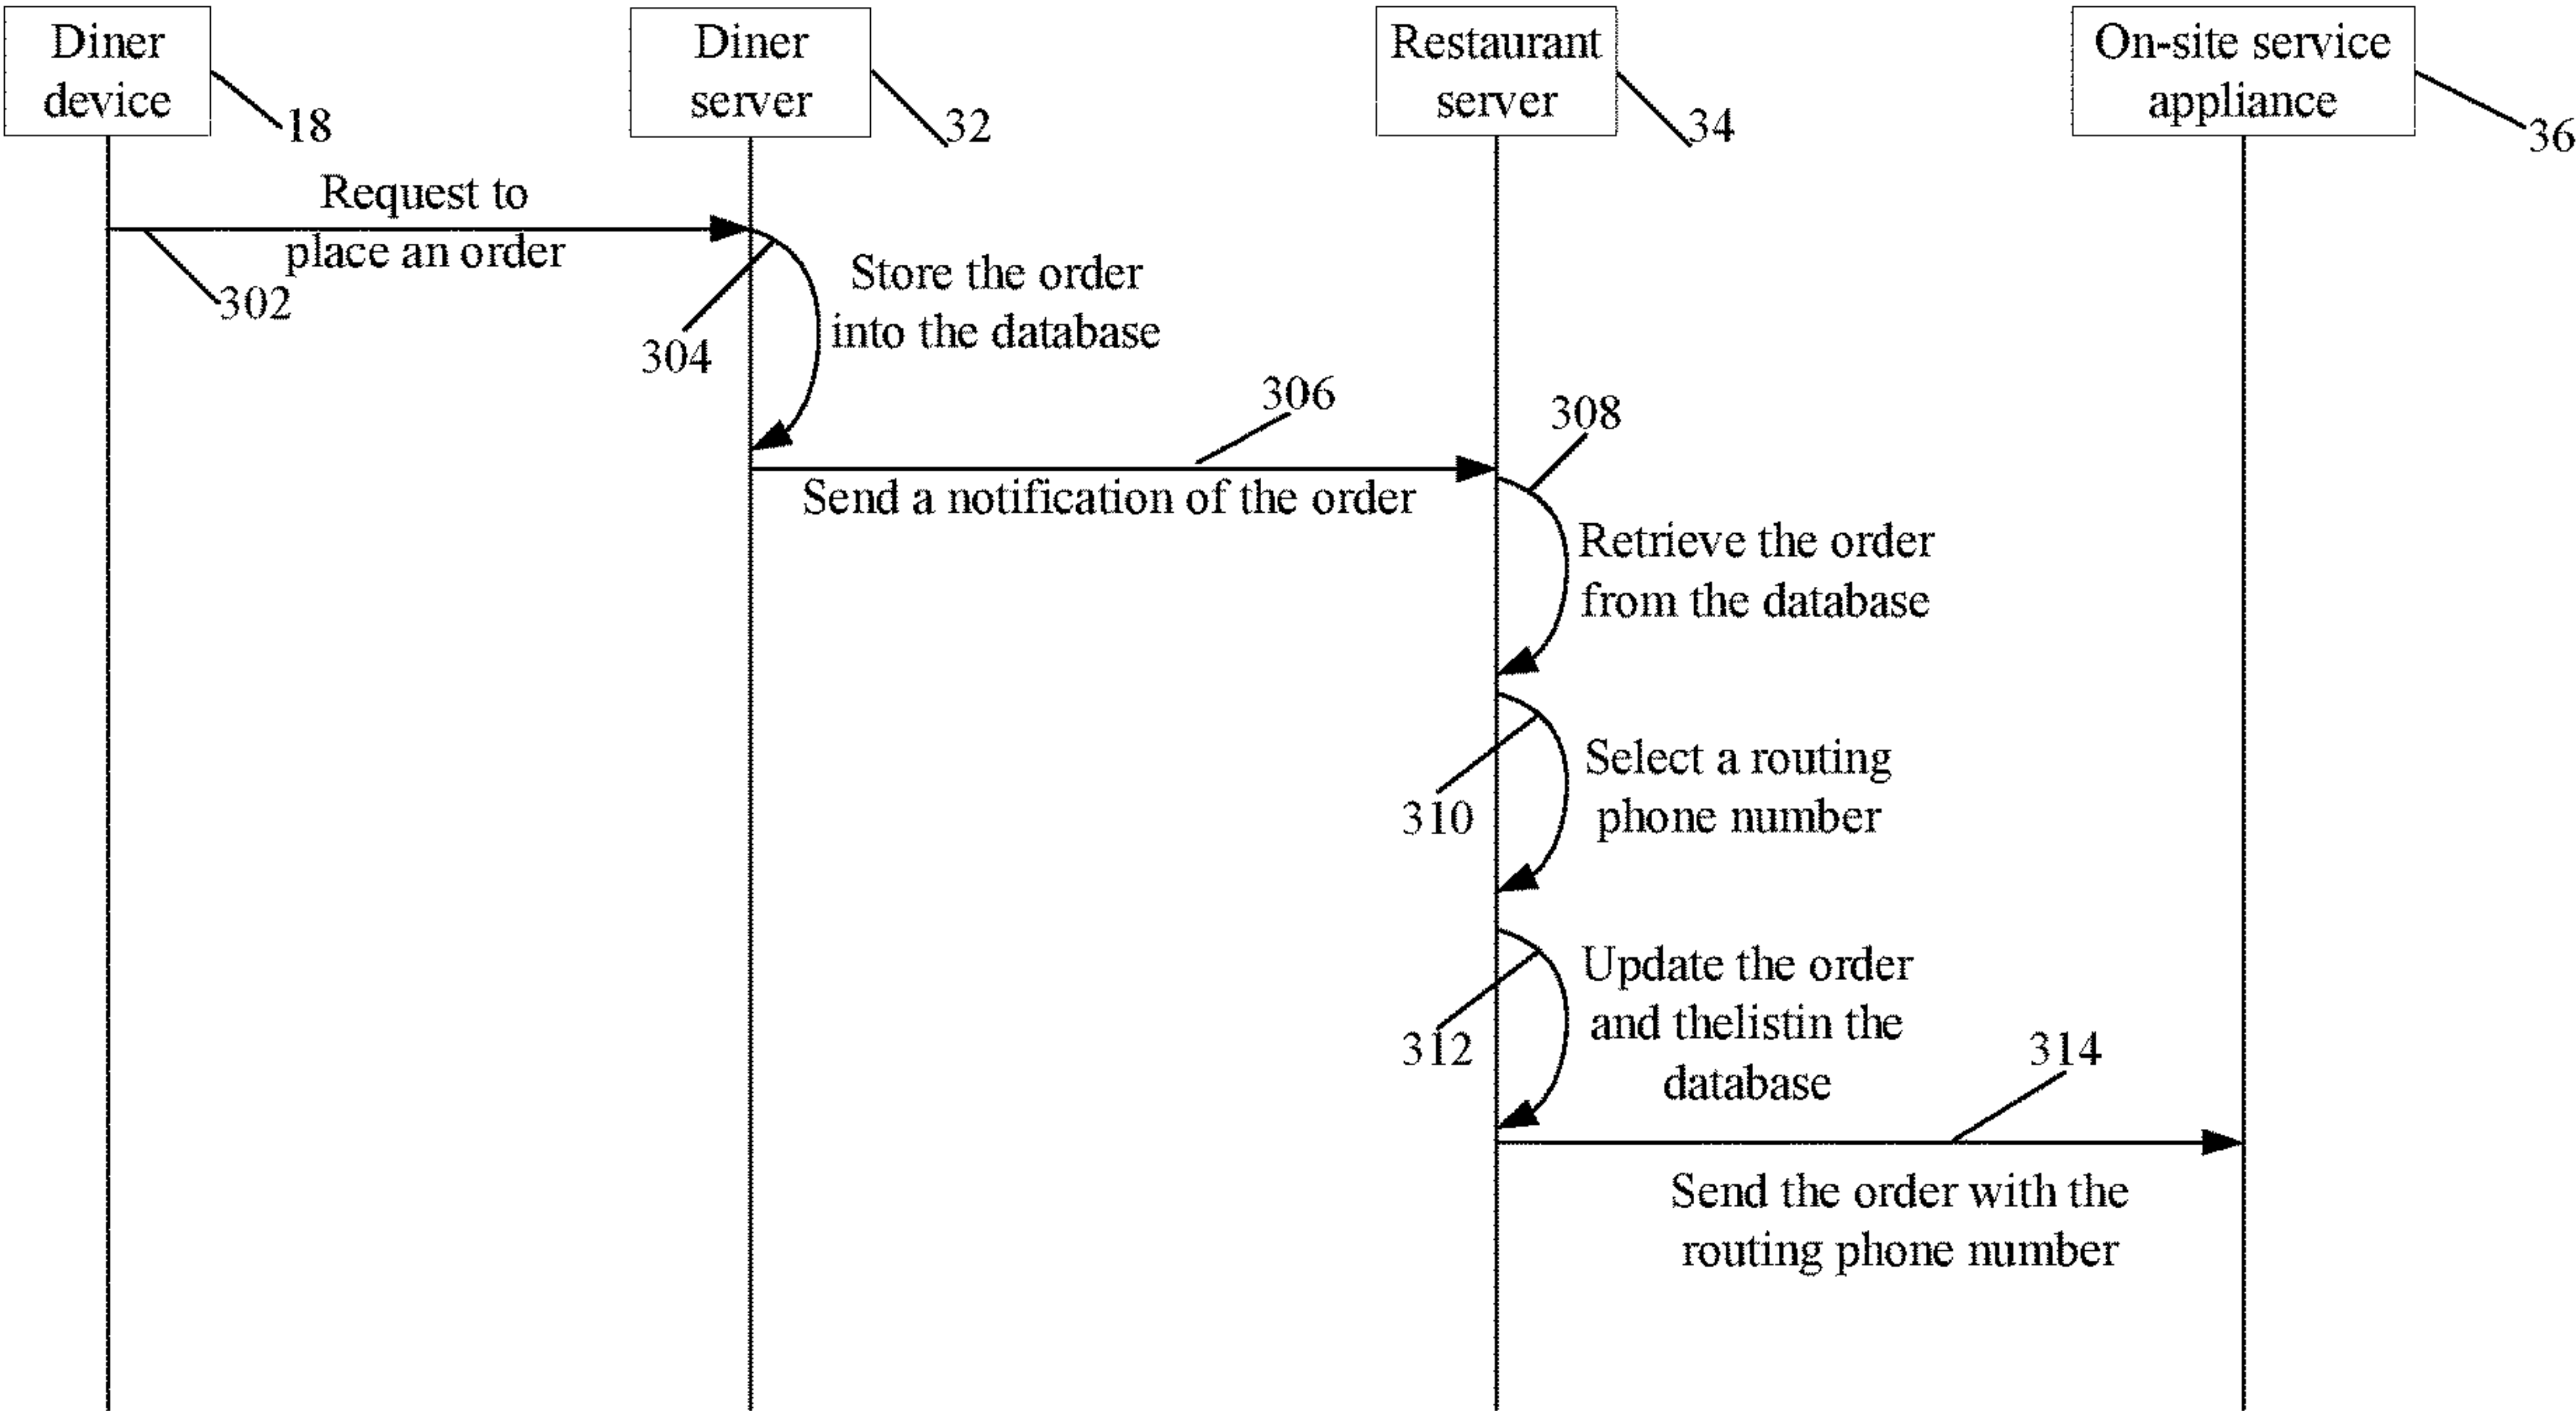 Diner
device
18
Diner
server
32
Restaurant
server
34
On-site service
appliance
36
Request to
place an order
302
Store the order
into the database
304
306
Send a notification of the order
308
Retrieve the order
from the database
Select a routing
phone number
310
Update the order
and thelistin the
database
312
314
Send the order with the
routing phone number